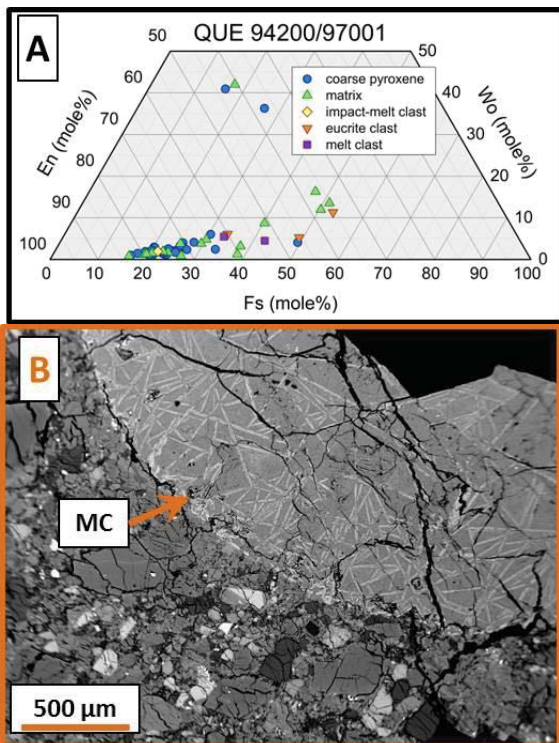 A
QUE 94200/97001
50
50
60
40
70
30
80
20
90
10
100
0
En (mole%)
Wo (mole%)
coarse pyroxene
matrix
impact-melt clast
eucrite clast
melt clast
0 10 20 30 40 50 60 70 80 90 100
Fs (mole%)
B
MC
500 µm